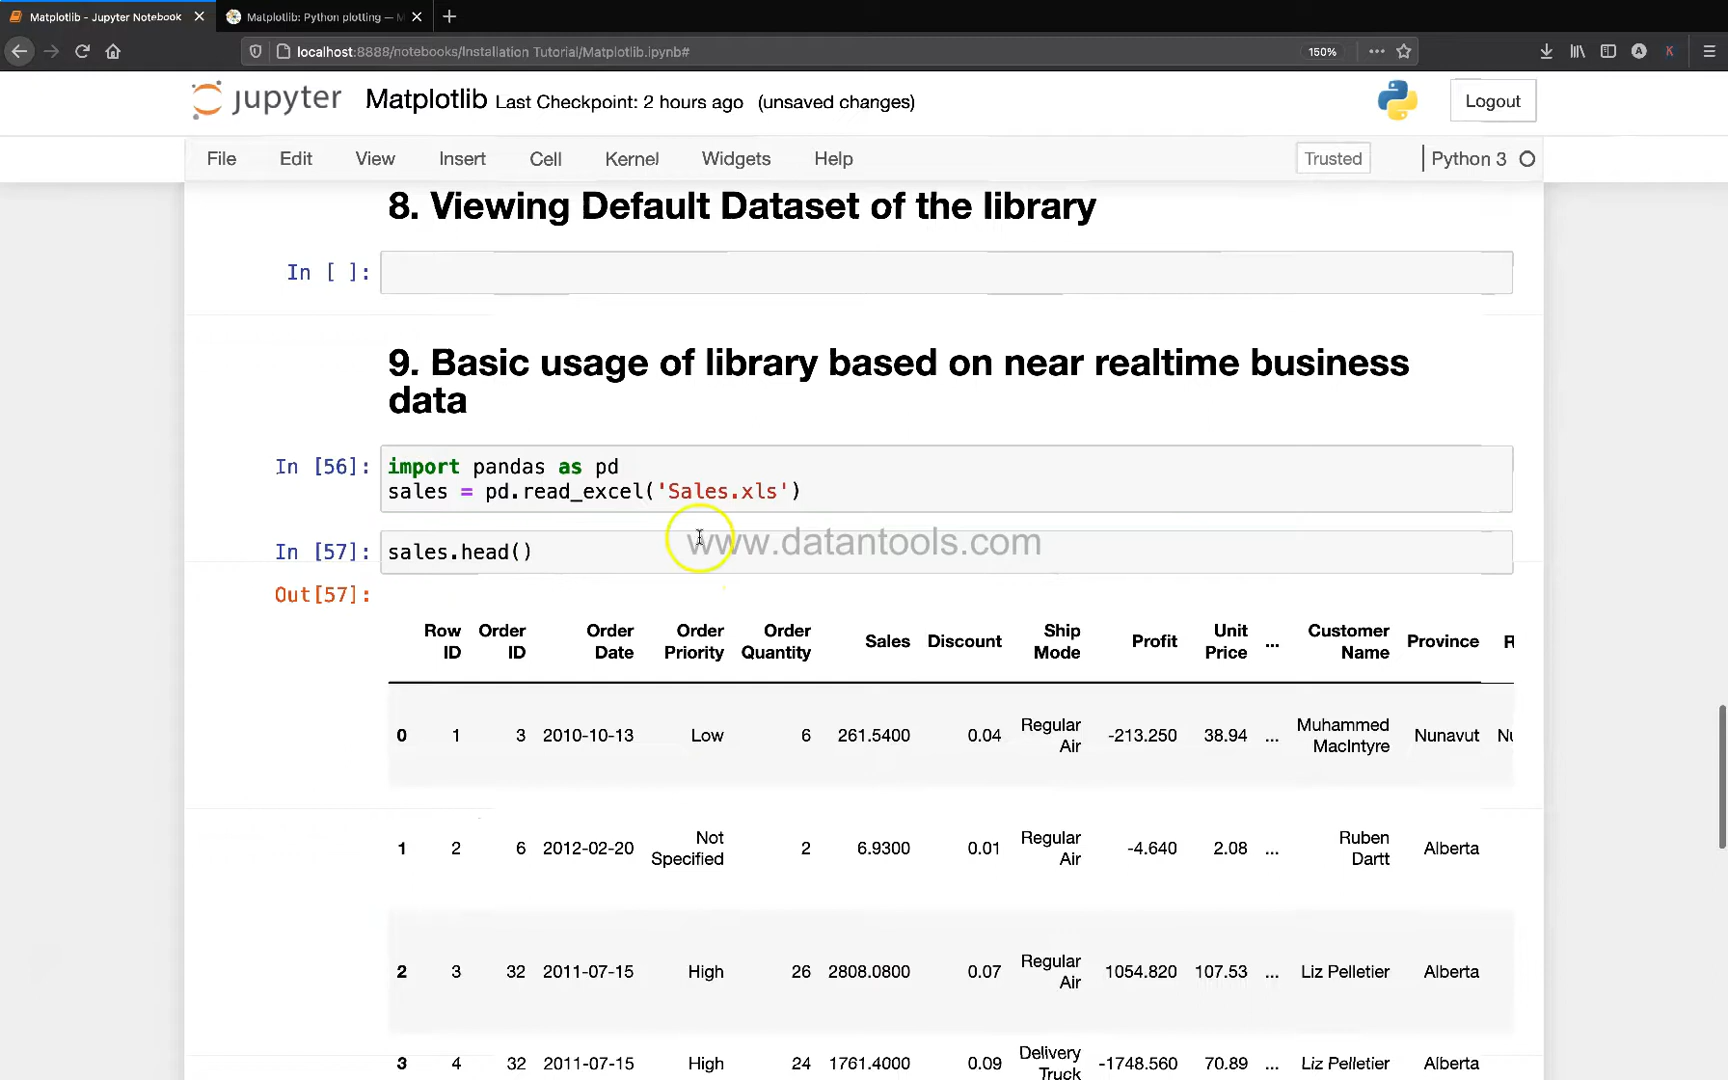 Matplotlib - Jupyter Notebook
Matplotlib: Python plotting — M
localhost:8888/notebooks/Installation Tutorial/Matplotlib.ipynb#
150%
jupyter Matplotlib Last Checkpoint: 2 hours ago (unsaved changes)
Logout
File Edit View Insert Cell Kernel Widgets Help
Trusted
Python 3
8. Viewing Default Dataset of the library
In [ ]:
9. Basic usage of library based on near realtime business
data
In [56]: import pandas as pd
sales = pd.read_excel('Sales.xls')
www.datantools.com
In [57]: sales.head()
Out[57]:
Row ID Order ID Order Date Order Priority Order Quantity Sales Discount Ship Mode Profit Unit Price ... Customer Name Province R
0 1 3 2010-10-13 Low 6 261.5400 0.04 Regular Air -213.250 38.94 ... Muhammed MacIntyre Nunavut Nu
1 2 6 2012-02-20 Not Specified 2 6.9300 0.01 Regular Air -4.640 2.08 ... Ruben Dartt Alberta
2 3 32 2011-07-15 High 26 2808.0800 0.07 Regular Air 1054.820 107.53 ... Liz Pelletier Alberta
3 4 32 2011-07-15 High 24 1761.4000 0.09 Delivery Truck -1748.560 70.89 ... Liz Pelletier Alberta